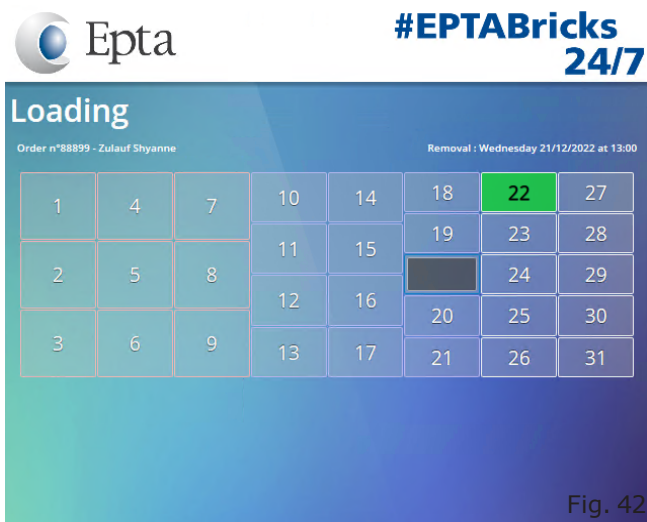 Epta
#EPTABricks
24/7
Loading
Order n°88899 - Zulauf Shyanne
Removal : Wednesday 21/12/2022 at 13:00
1 4 7 10 14 18 22 27
11 15 19 23 28
2 5 8 24 29
12 16 20 25 30
3 6 9 13 17 21 26 31
Fig. 42